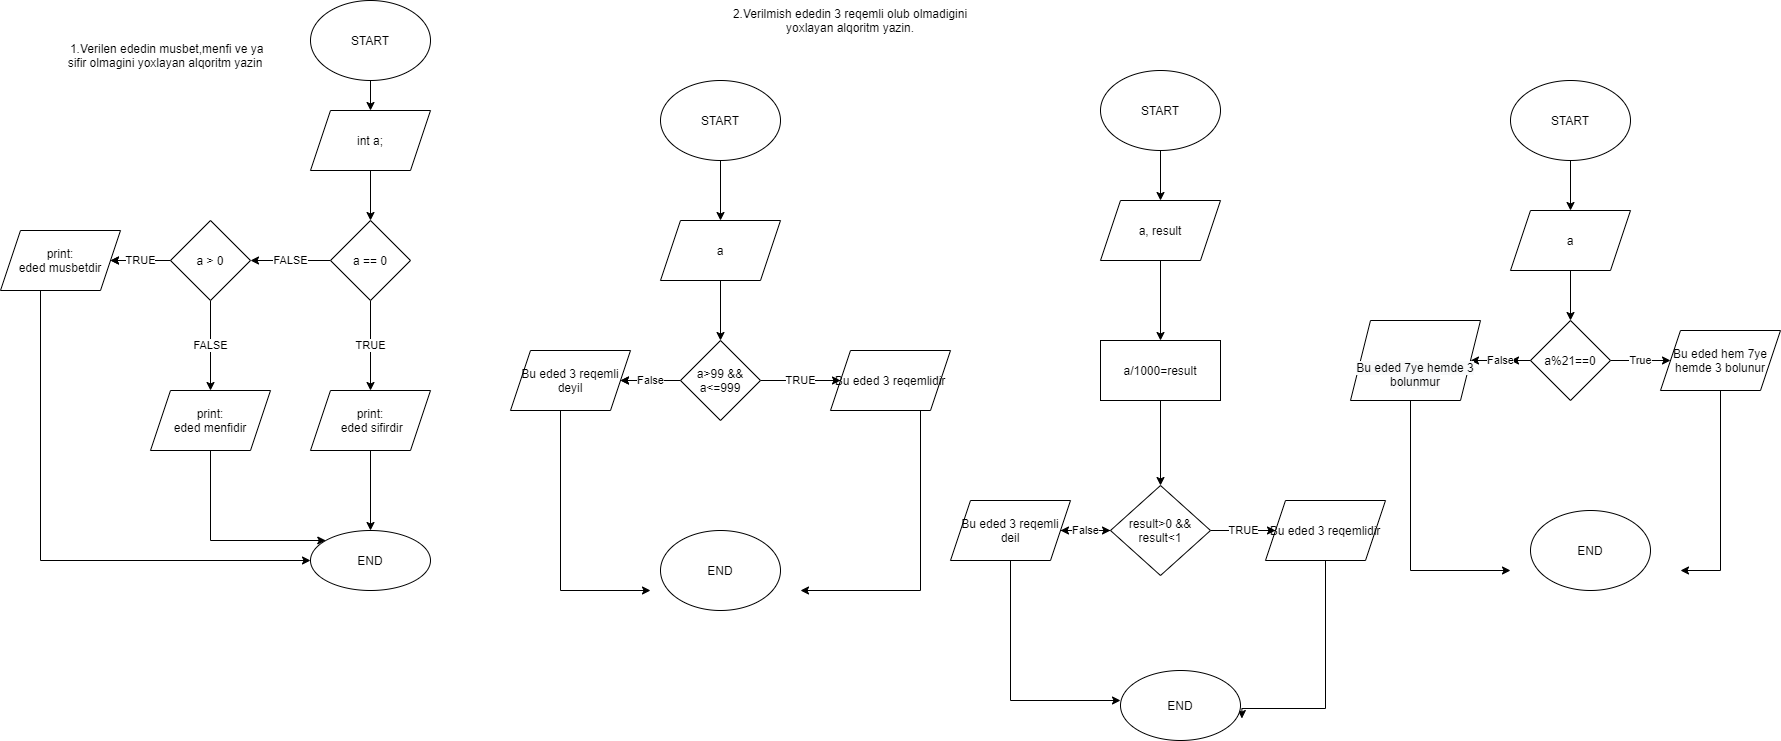 1.Verilen ededin musbet,menfi ve ya
sifir olmagini yoxlayan alqoritm yazin
START
int a;
a == 0
FALSE
a > 0
TRUE
print:
eded musbetdir
FALSE
TRUE
print:
eded menfidir
print:
eded sifirdir
END
2.Verilmish ededin 3 reqemli olub olmadigini
yoxlayan alqoritm yazin.
START
a
a>99 &&
a<=999
False
TRUE
Bu eded 3 reqemli
deyil
Bu eded 3 reqemlidir
END
START
a, result
a/1000=result
result>0 &&
result<1
False
TRUE
Bu eded 3 reqemli
deil
Bu eded 3 reqemlidir
END
START
a
a%21==0
False
True
Bu eded 7ye hemde 3
bolunmur
Bu eded hem 7ye
hemde 3 bolunur
END